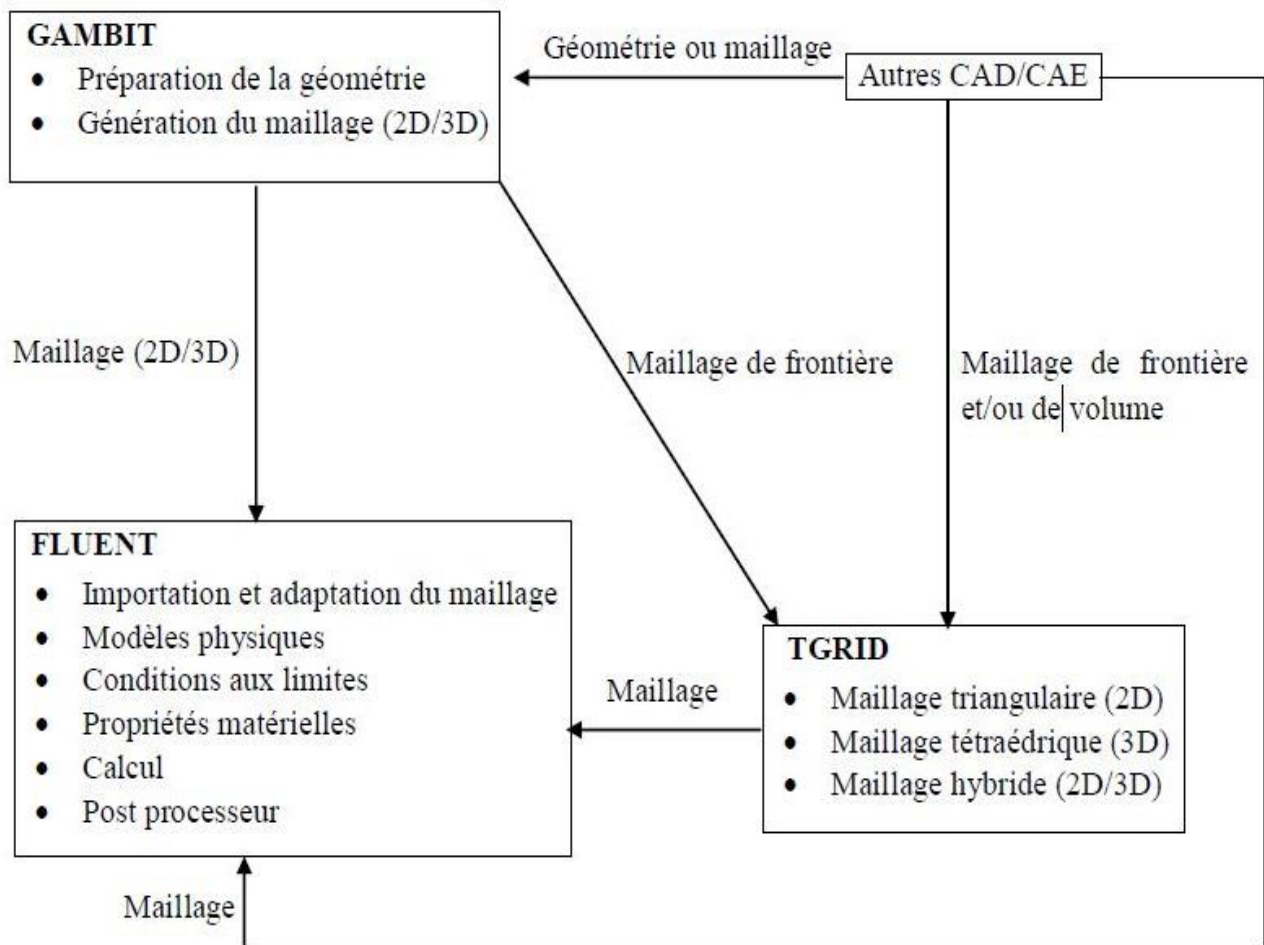 GAMBIT
• Préparation de la géométrie
• Génération du maillage (2D/3D)
Géométrie ou maillage
Autres CAD/CAE
Maillage (2D/3D)
Maillage de frontière
Maillage de frontière
et/ou de volume
FLUENT
• Importation et adaptation du maillage
• Modèles physiques
• Conditions aux limites
• Propriétés matérielles
• Calcul
• Post processeur
Maillage
TGRID
• Maillage triangulaire (2D)
• Maillage tétraédrique (3D)
• Maillage hybride (2D/3D)
Maillage